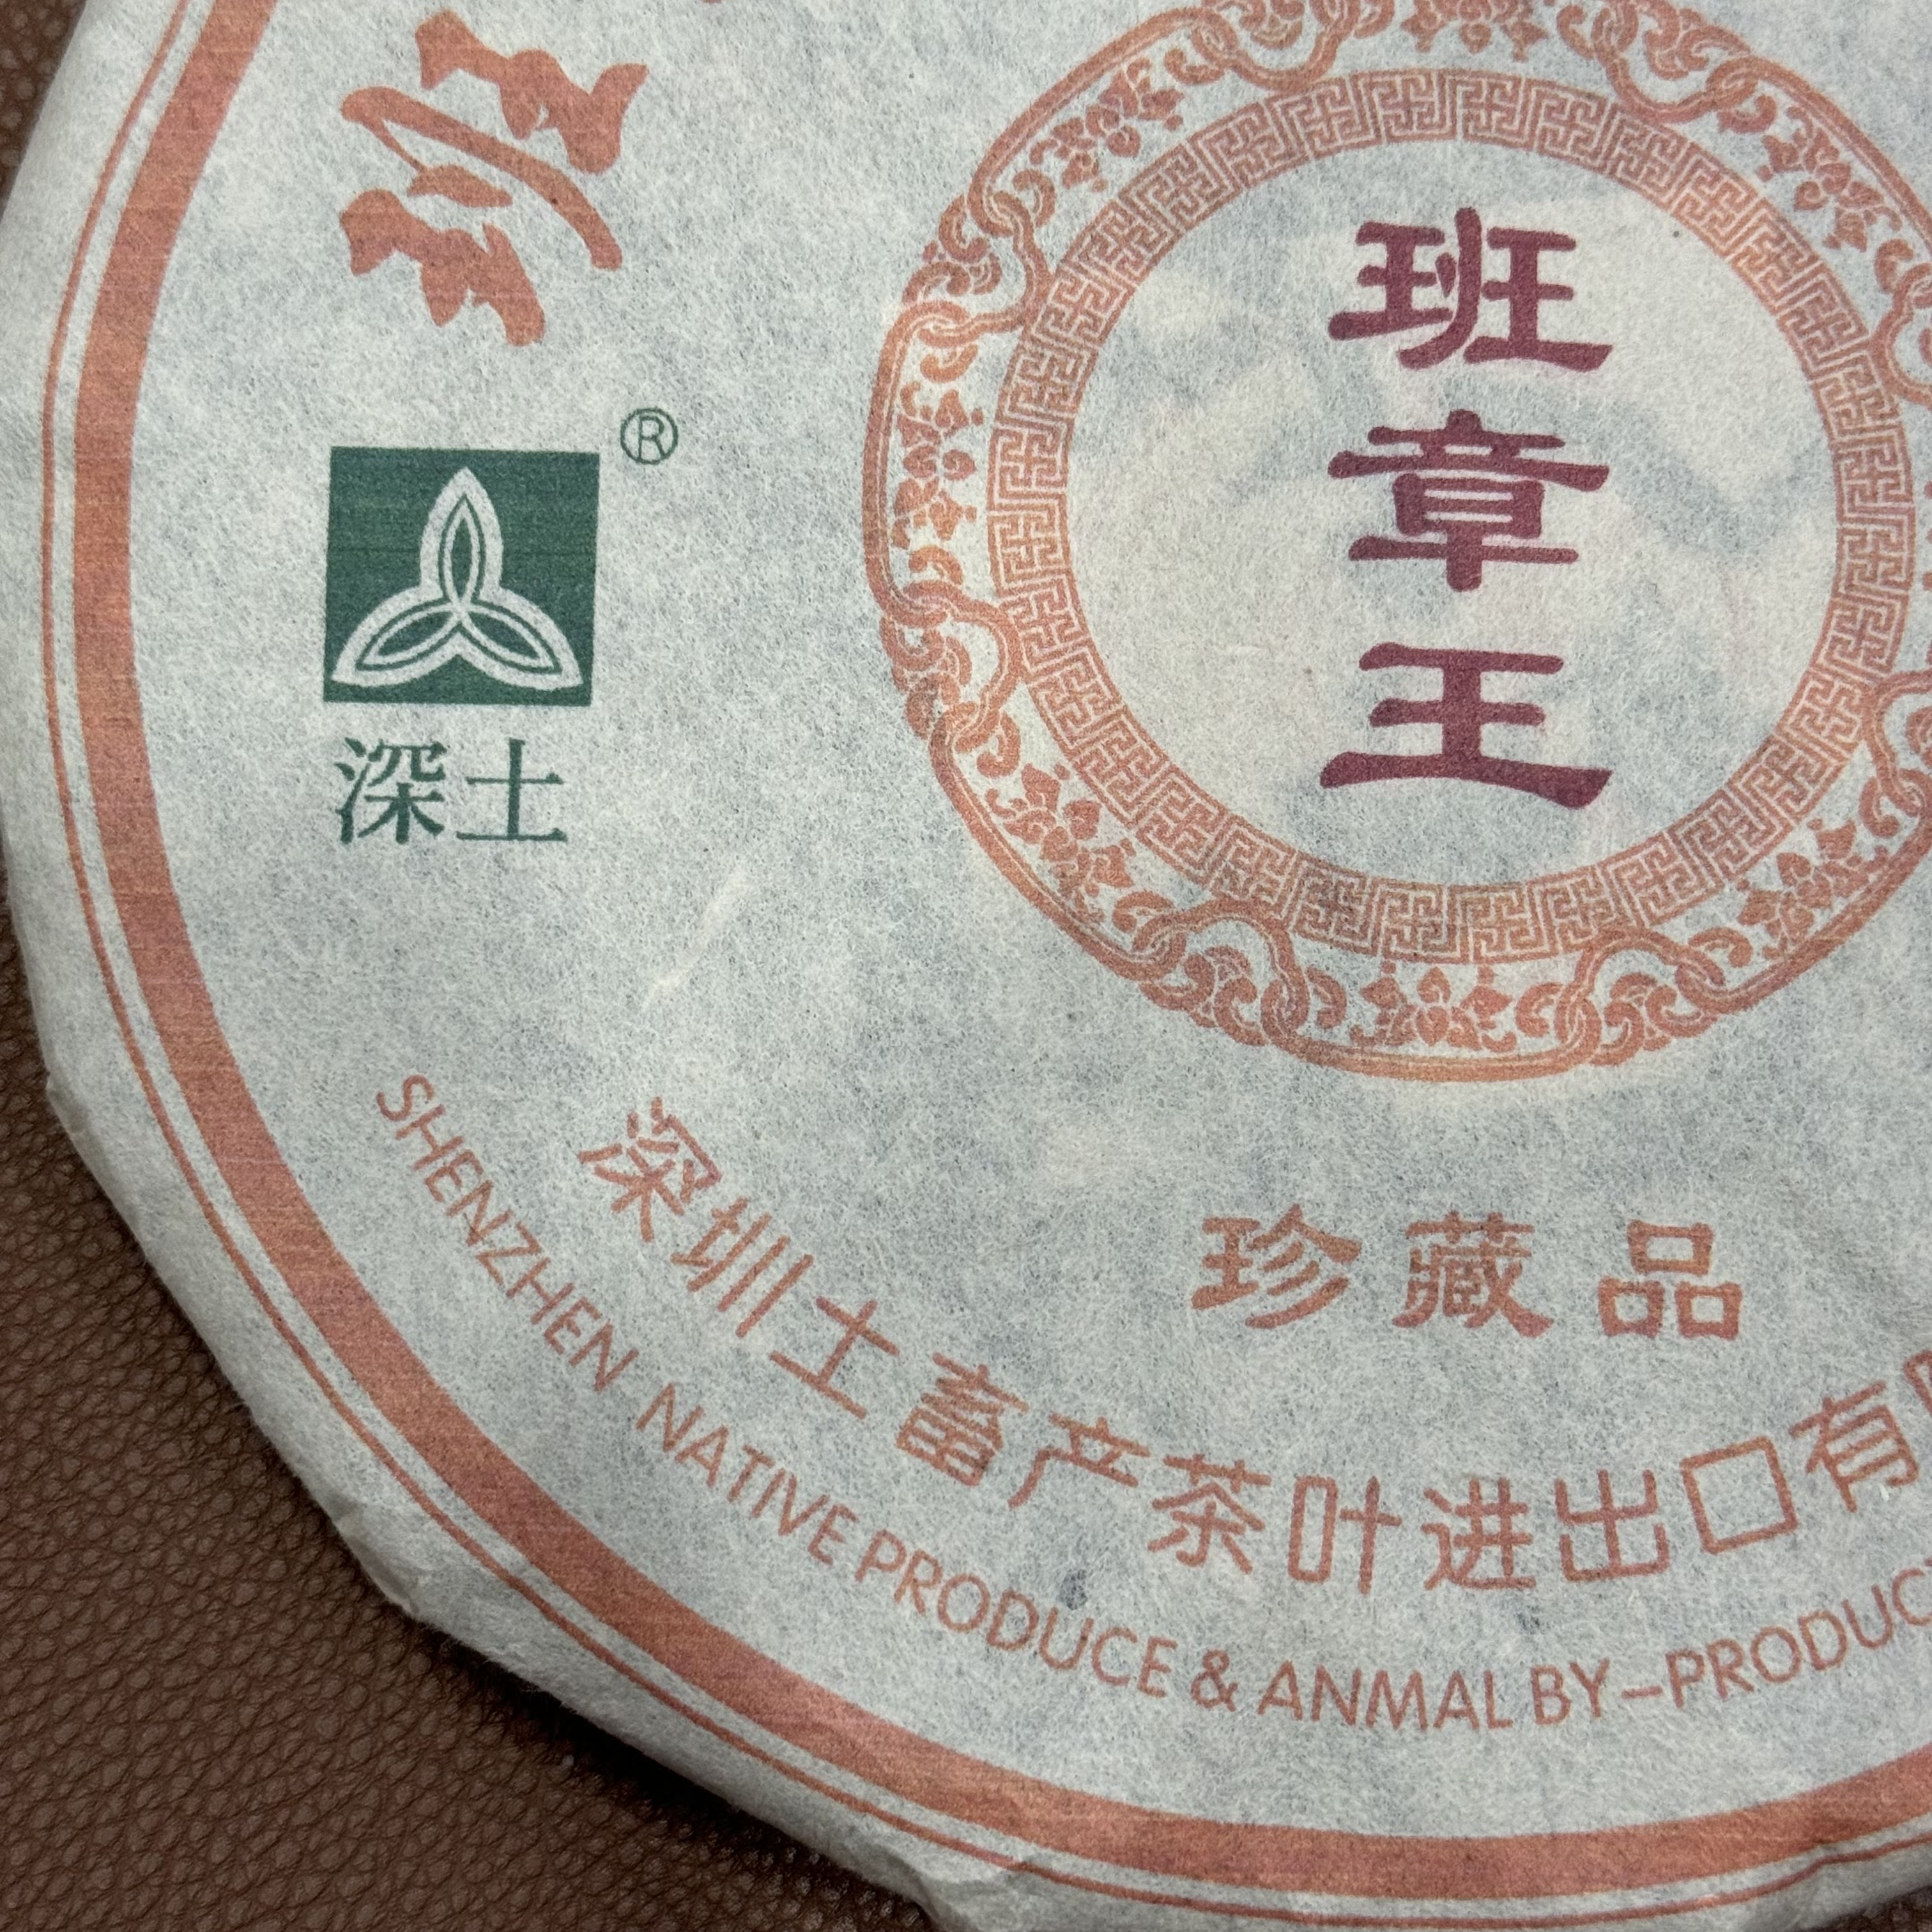 班
®
深土
班章王
珍藏品
深圳土畜产茶叶进出口有
SHENZHEN NATIVE PRODUCE & ANMAL BY-PRODUC